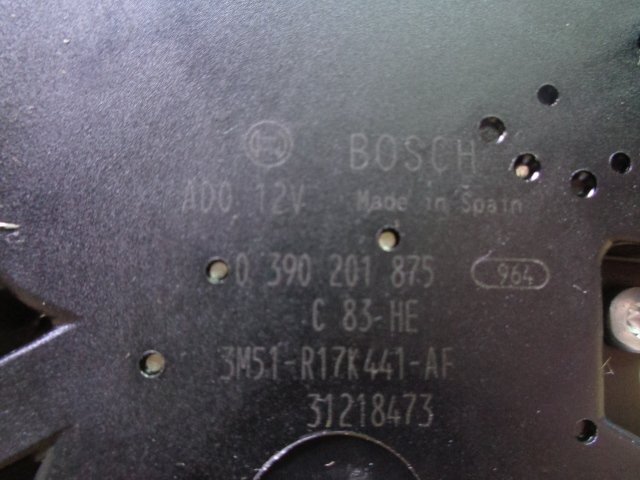 BOSCH
ADO 12V Made in Spain
0 390 201 875 964
C 83-HE
3M51-R17K441-AF
31218473